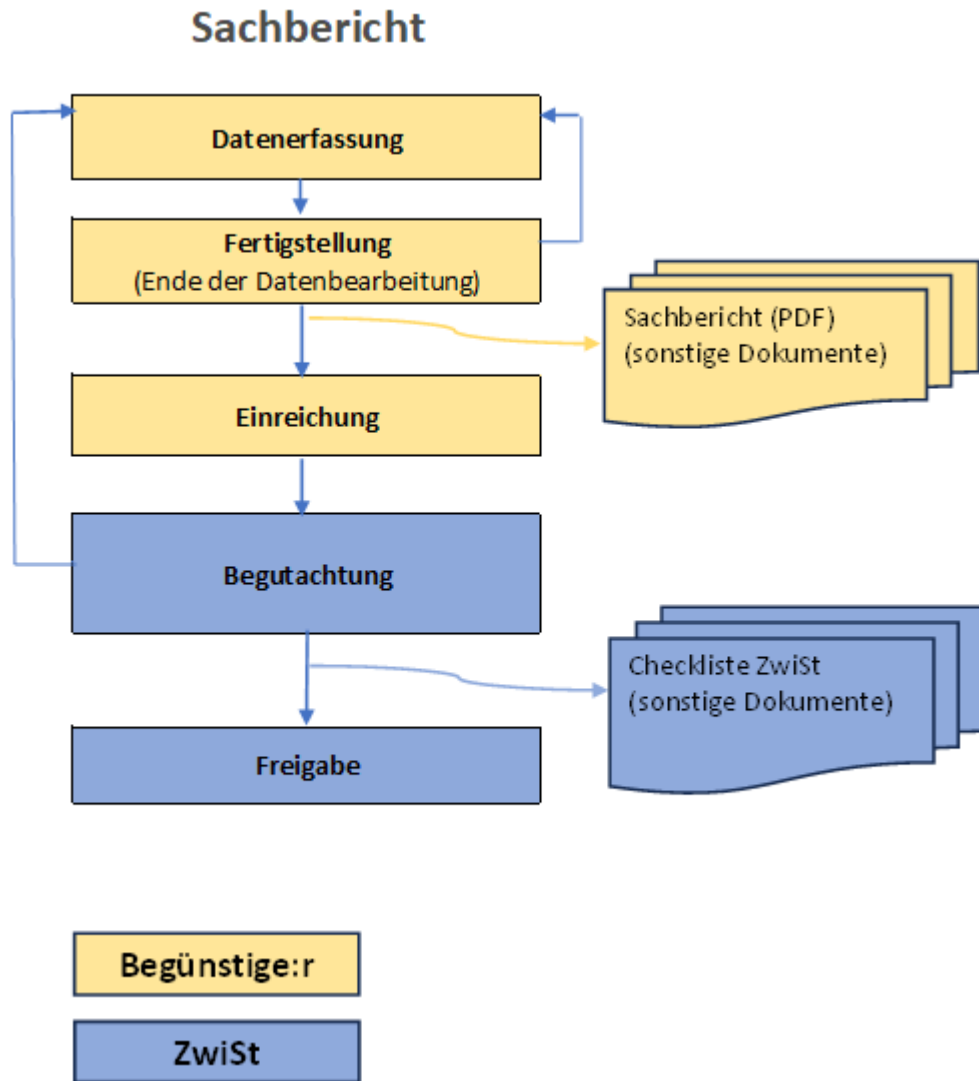 Sachbericht
Datenerfassung
Fertigstellung
(Ende der Datenbearbeitung)
Sachbericht (PDF)
(sonstige Dokumente)
Einreichung
Begutachtung
Checkliste ZwiSt
(sonstige Dokumente)
Freigabe
Begünstige:r
ZwiSt